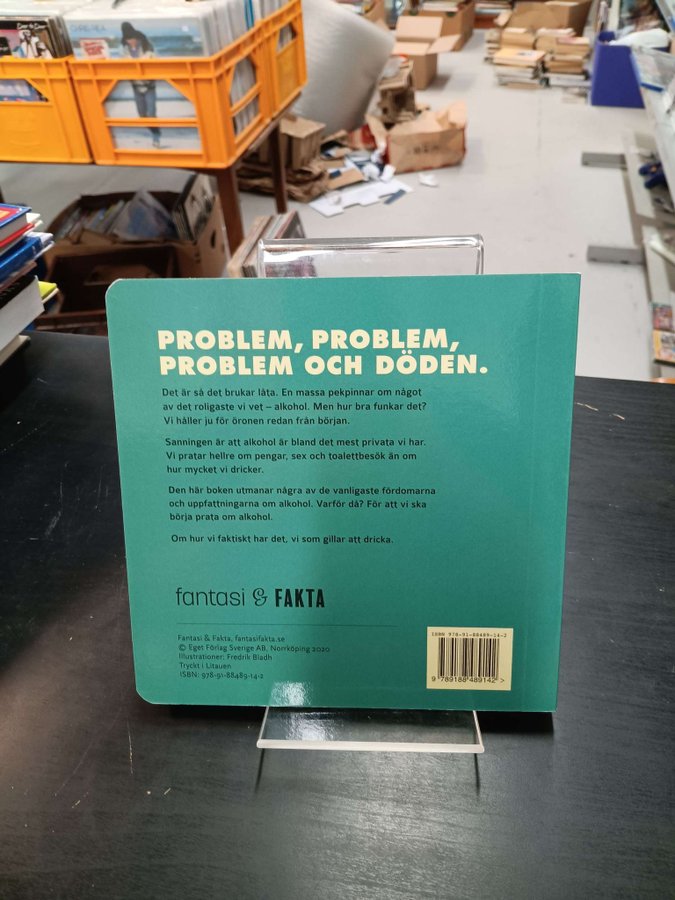 CHRIS REA
PROBLEM, PROBLEM,
PROBLEM OCH DÖDEN.
Det är så det brukar låta. En massa pekpinnar om något
av det roligaste vi vet – alkohol. Men hur bra funkar det?
Vi håller ju för öronen redan från början.
Sanningen är att alkohol är bland det mest privata vi har.
Vi pratar hellre om pengar, sex och toalettbesök än om
hur mycket vi dricker.
Den här boken utmanar några av de vanligaste fördomarna
och uppfattningarna om alkohol. Varför då? För att vi ska
börja prata om alkohol.
Om hur vi faktiskt har det, vi som gillar att dricka.
fantasi & FAKTA
Fantasi & Fakta, fantasifakta.se
© Eget Förlag Sverige AB, Norrköping 2020
Illustrationer: Fredrik Bladh
Tryckt i Litauen
ISBN: 978-91-88489-14-2
ISBN 978-91-88489-14-2
9 789188 489142 >